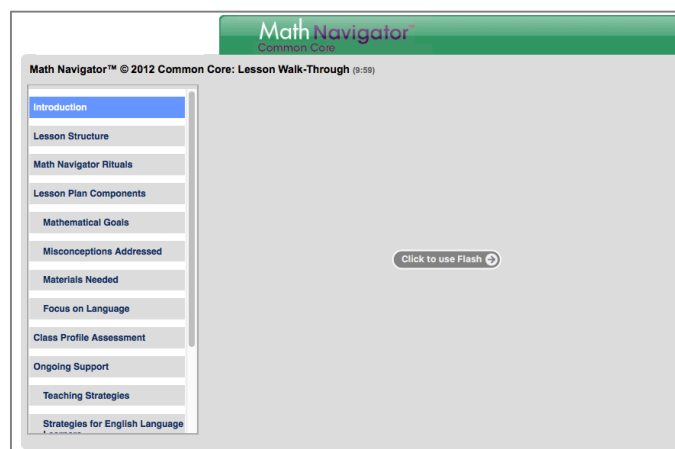 Math Navigator™
Common Core
Math Navigator™ © 2012 Common Core: Lesson Walk-Through (9:59)
Introduction
Lesson Structure
Math Navigator Rituals
Lesson Plan Components
Mathematical Goals
Misconceptions Addressed
Materials Needed
Focus on Language
Class Profile Assessment
Ongoing Support
Teaching Strategies
Strategies for English Language
Learners
Click to use Flash